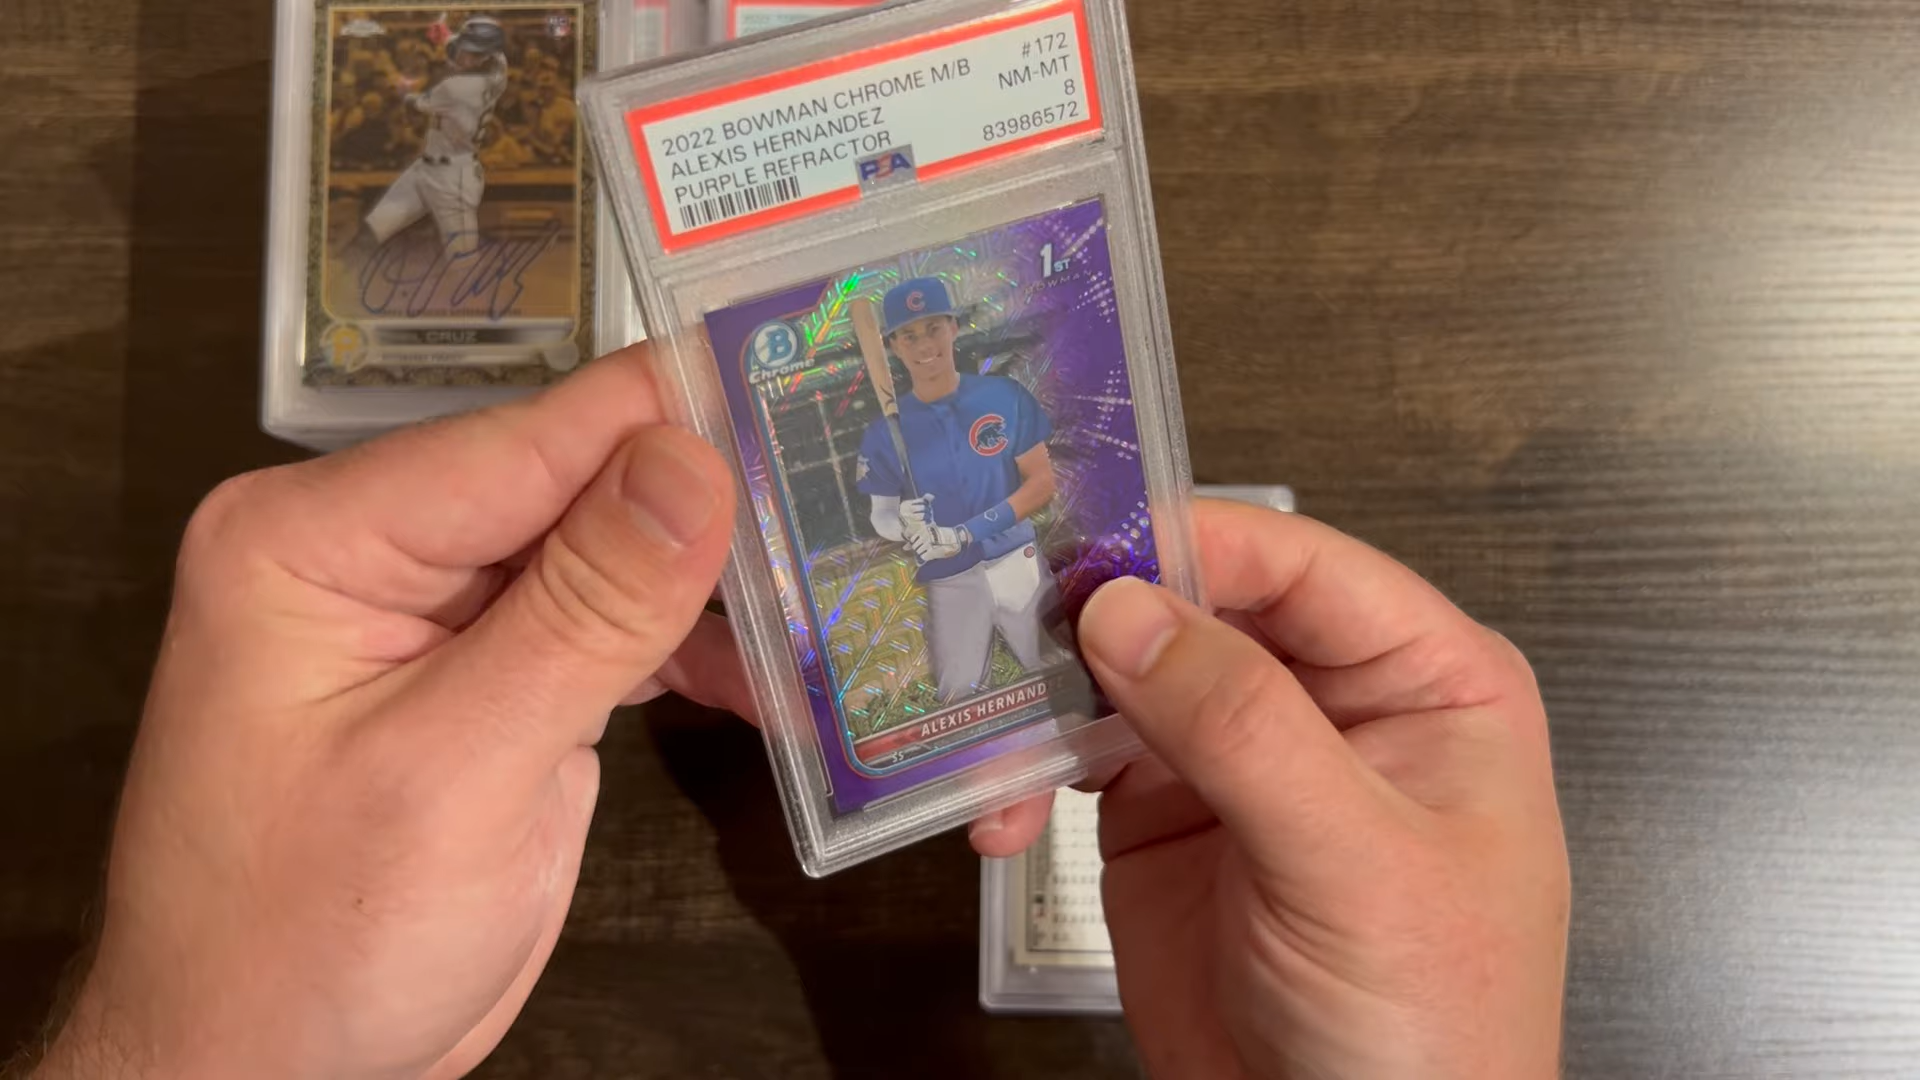 2022 BOWMAN CHROME M/B
ALEXIS HERNANDEZ
PURPLE REFRACTOR
#172
NM-MT
8
83986572
PSA
1ST
BOWMAN
B
Chrome
C
C
ALEXIS HERNANDEZ
SS
CRUZ